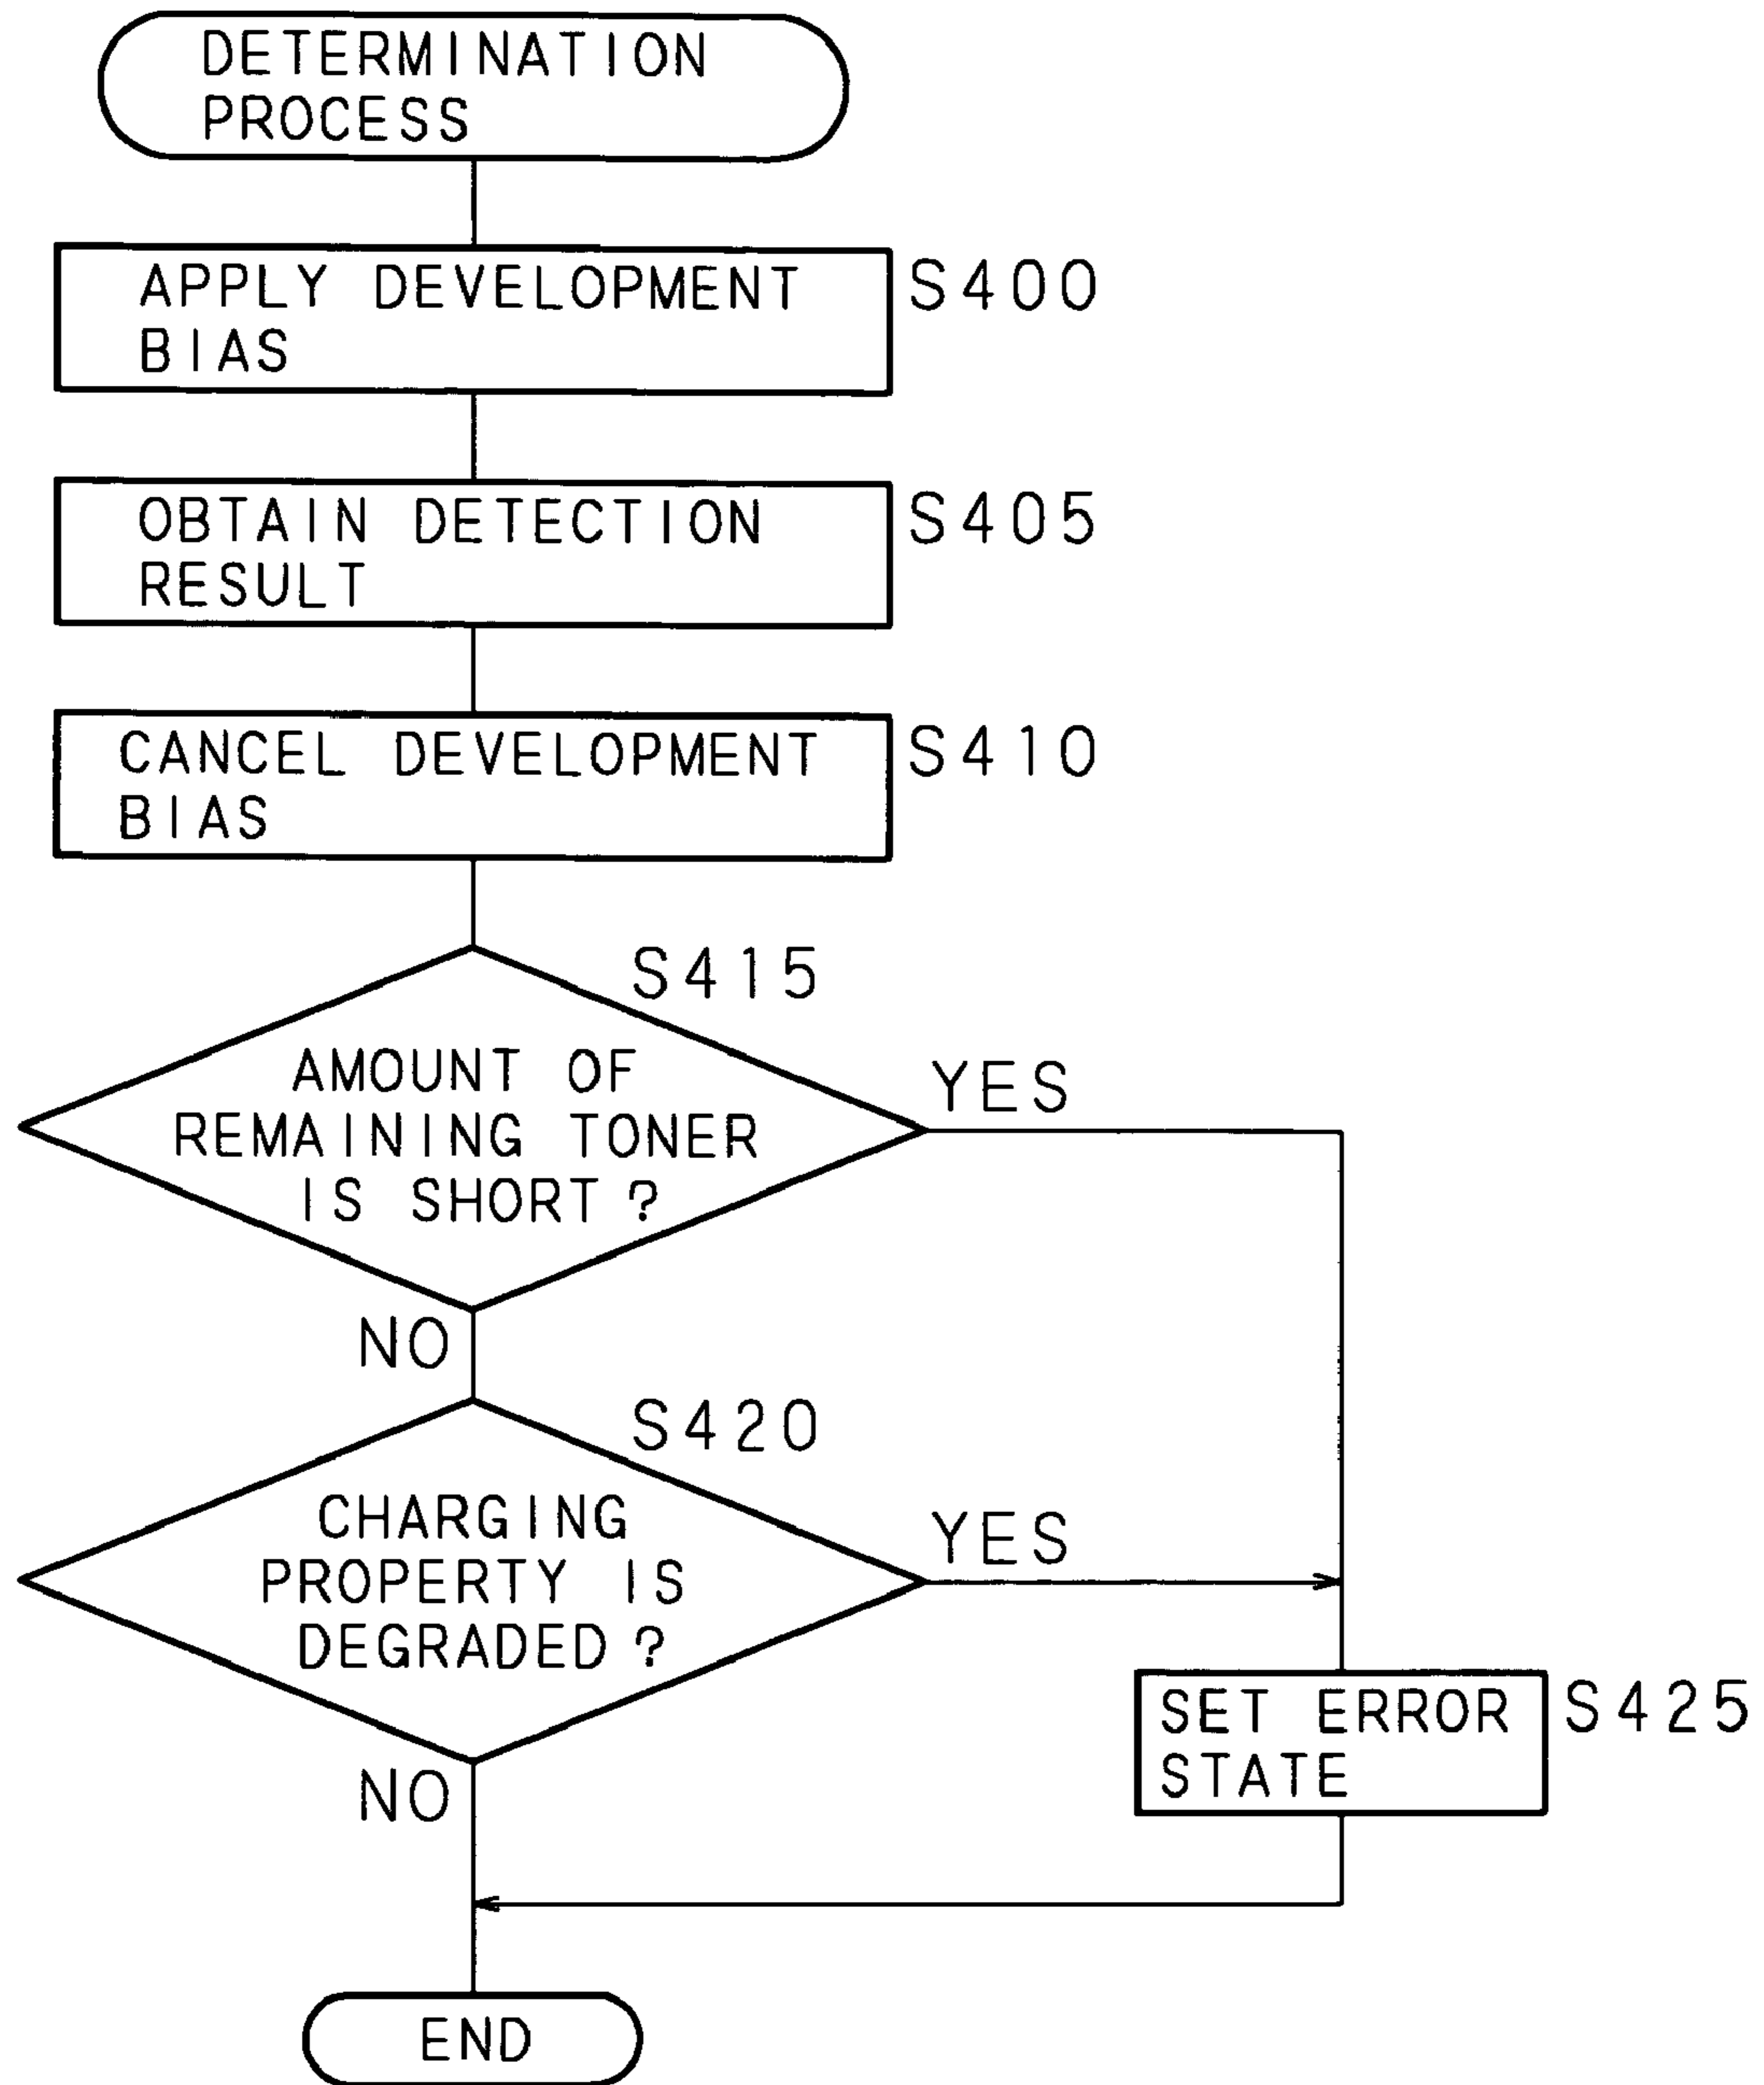 DETERMINATION
PROCESS
APPLY DEVELOPMENT
BIAS
S400
OBTAIN DETECTION
RESULT
S405
CANCEL DEVELOPMENT
BIAS
S410
S415
AMOUNT OF
REMAINING TONER
IS SHORT?
YES
NO
S420
CHARGING
PROPERTY IS
DEGRADED?
YES
NO
SET ERROR
STATE
S425
END